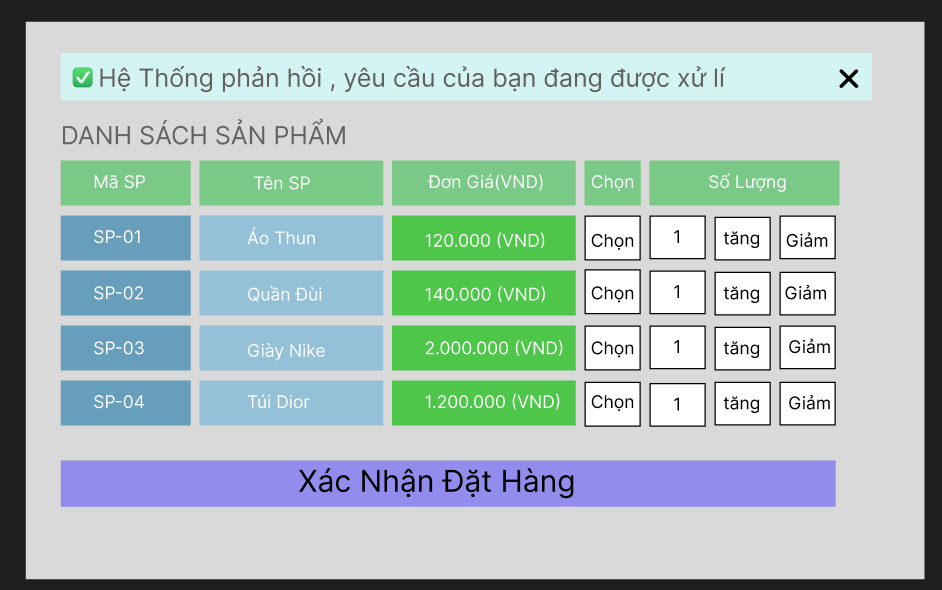 ✅ Hệ Thống phản hồi , yêu cầu của bạn đang được xử lí ✕
DANH SÁCH SẢN PHẨM
Mã SP Tên SP Đơn Giá(VND) Chọn Số Lượng
SP-01 Áo Thun 120.000 (VND) Chọn 1 tăng Giảm
SP-02 Quần Đùi 140.000 (VND) Chọn 1 tăng Giảm
SP-03 Giày Nike 2.000.000 (VND) Chọn 1 tăng Giảm
SP-04 Túi Dior 1.200.000 (VND) Chọn 1 tăng Giảm
Xác Nhận Đặt Hàng